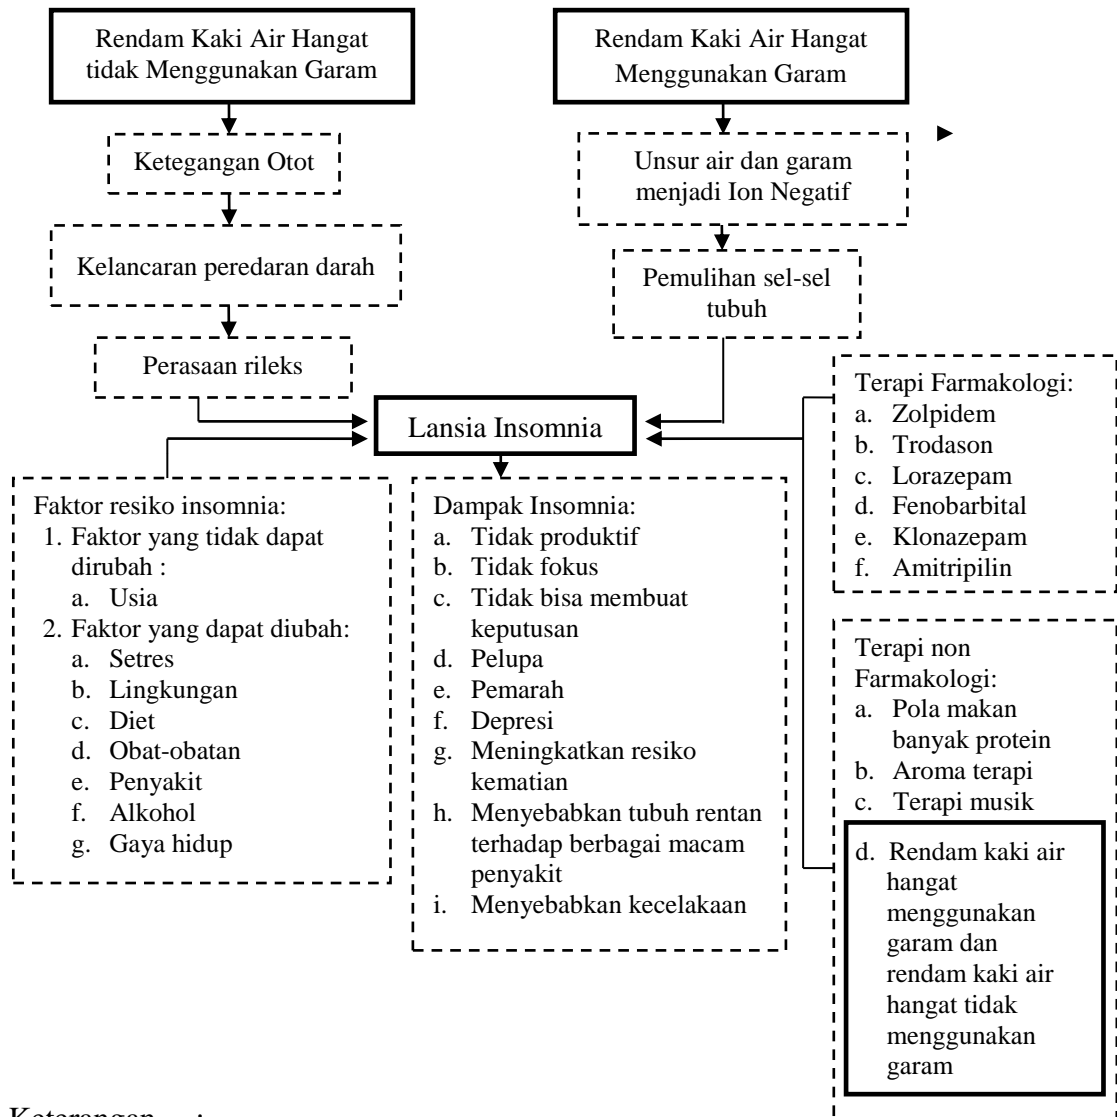 Rendam Kaki Air Hangat
tidak Menggunakan Garam
Rendam Kaki Air Hangat
Menggunakan Garam
Ketegangan Otot
Unsur air dan garam
menjadi Ion Negatif
Kelancaran peredaran darah
Pemulihan sel-sel
tubuh
Perasaan rileks
Lansia Insomnia
Terapi Farmakologi:
a. Zolpidem
b. Trodason
c. Lorazepam
d. Fenobarbital
e. Klonazepam
f. Amitripilin
Faktor resiko insomnia:
1. Faktor yang tidak dapat
dirubah :
a. Usia
2. Faktor yang dapat diubah:
a. Setres
b. Lingkungan
c. Diet
d. Obat-obatan
e. Penyakit
f. Alkohol
g. Gaya hidup
Dampak Insomnia:
a. Tidak produktif
b. Tidak fokus
c. Tidak bisa membuat
keputusan
d. Pelupa
e. Pemarah
f. Depresi
g. Meningkatkan resiko
kematian
h. Menyebabkan tubuh rentan
terhadap berbagai macam
penyakit
i. Menyebabkan kecelakaan
Terapi non
Farmakologi:
a. Pola makan
banyak protein
b. Aroma terapi
c. Terapi musik
d. Rendam kaki air
hangat
menggunakan
garam dan
rendam kaki air
hangat tidak
menggunakan
garam
Keterangan :